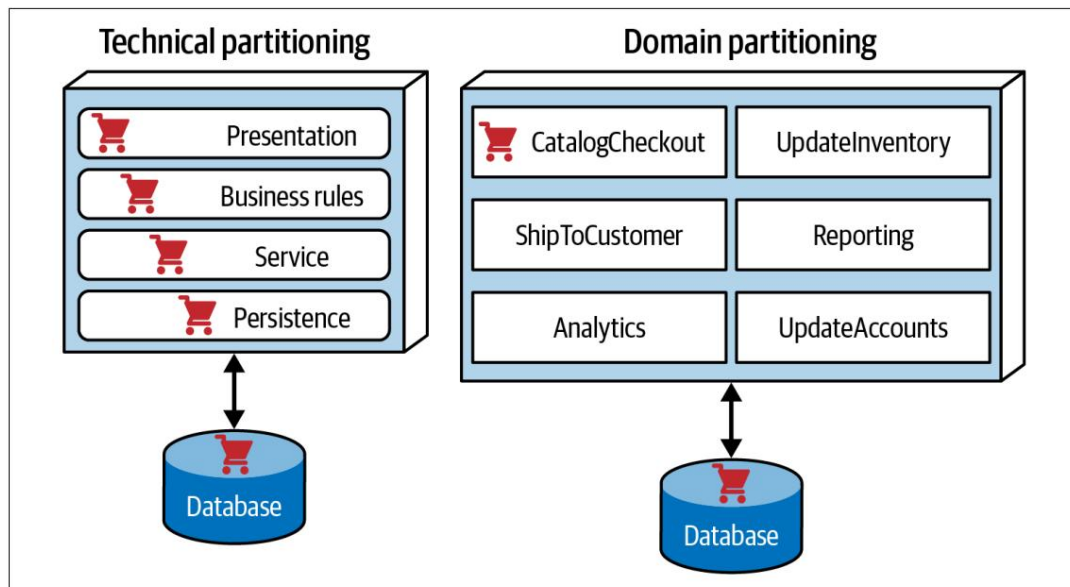 Technical partitioning
Presentation
Business rules
Service
Persistence
Database
Domain partitioning
CatalogCheckout
UpdateInventory
ShipToCustomer
Reporting
Analytics
UpdateAccounts
Database